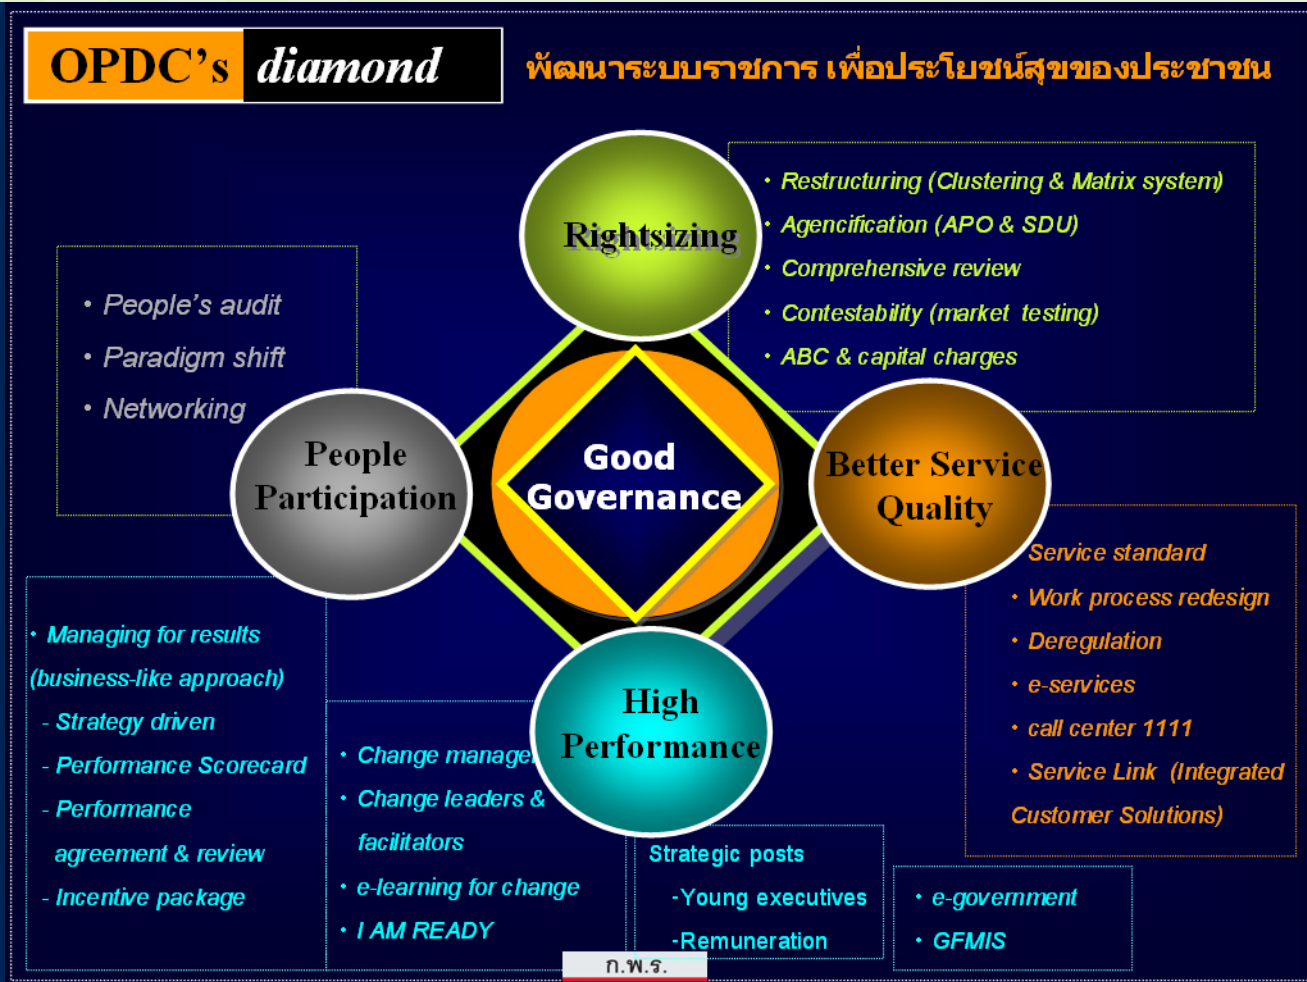 OPDC's diamond
พัฒนาระบบราชการ เพื่อประโยชน์สุขของประชาชน
Rightsizing
• Restructuring (Clustering & Matrix system)
• Agencification (APO & SDU)
• Comprehensive review
• Contestability (market testing)
• ABC & capital charges
• People's audit
• Paradigm shift
• Networking
People
Participation
Good
Governance
Better Service
Quality
Service standard
• Work process redesign
• Deregulation
• e-services
• call center 1111
• Service Link (Integrated
Customer Solutions)
High
Performance
• Managing for results
(business-like approach)
- Strategy driven
- Performance Scorecard
- Performance
agreement & review
- Incentive package
• Change
• Change leaders &
facilitators
• e-learning for change
• I AM READY
Strategic posts
-Young executives
-Remuneration
• e-government
• GFMIS
ก.พ.ร.